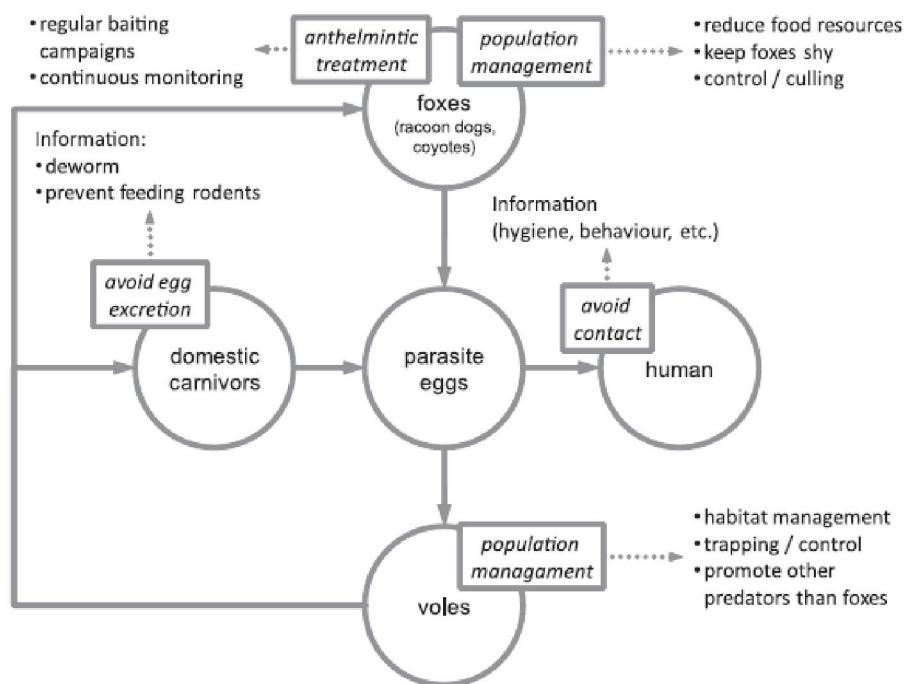 • regular baiting
campaigns
• continuous monitoring
anthelmintic
treatment
population
management
• reduce food resources
• keep foxes shy
• control / culling
foxes
(racoon dogs,
coyotes)
Information:
• deworm
• prevent feeding rodents
Information
(hygiene, behaviour, etc.)
avoid egg
excretion
avoid
contact
domestic
carnivors
parasite
eggs
human
population
managament
• habitat management
• trapping / control
• promote other
predators than foxes
voles